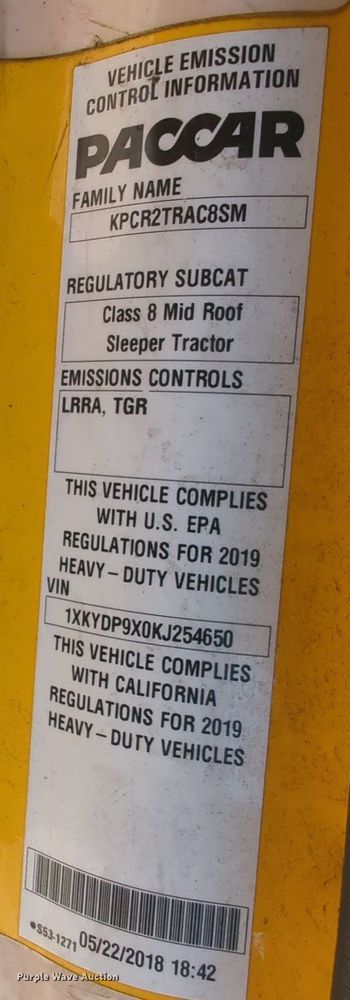 VEHICLE EMISSION
CONTROL INFORMATION
PACCAR
FAMILY NAME
KPCR2TRAC8SM
REGULATORY SUBCAT
Class 8 Mid Roof
Sleeper Tractor
EMISSIONS CONTROLS
LRRA, TGR
THIS VEHICLE COMPLIES
WITH U.S. EPA
REGULATIONS FOR 2019
HEAVY-DUTY VEHICLES
VIN
1XKYDP9X0KJ254650
THIS VEHICLE COMPLIES
WITH CALIFORNIA
REGULATIONS FOR 2019
HEAVY-DUTY VEHICLES
●S53-1271 05/22/2018 18:42
Purple Wave Auction